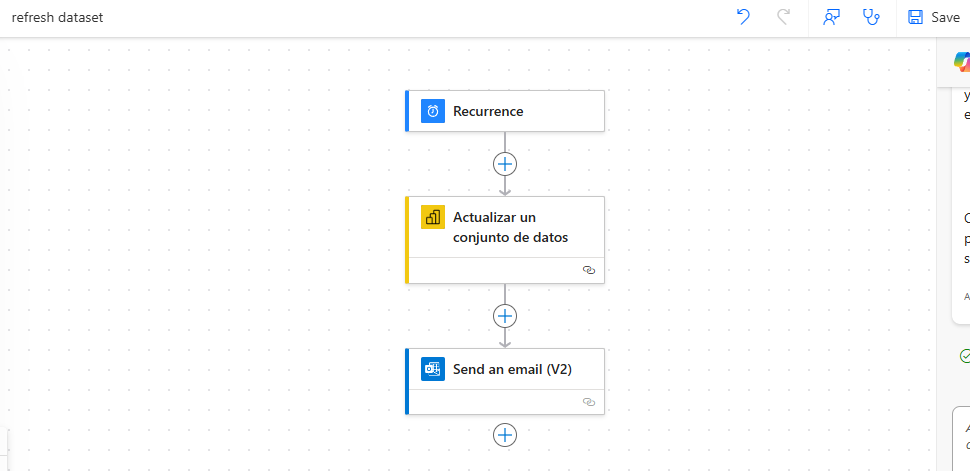 refresh dataset
Save
Recurrence
Actualizar un
conjunto de datos
Send an email (V2)